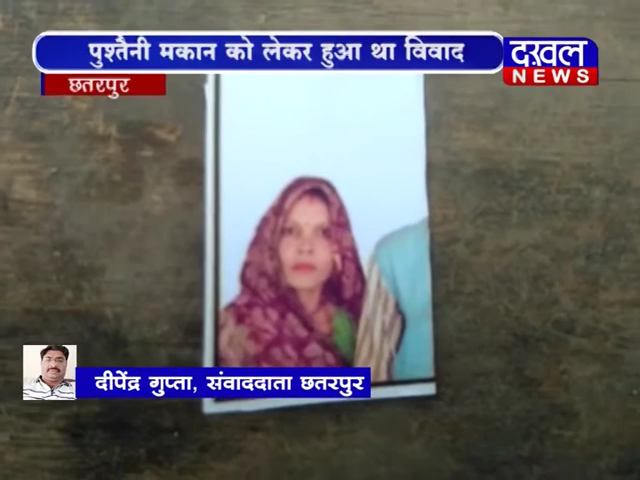 पुश्तैनी मकान को लेकर हुआ था विवाद
दख़ल
NEWS
छतरपुर
दीपेंद्र गुप्ता, संवाददाता छतरपुर